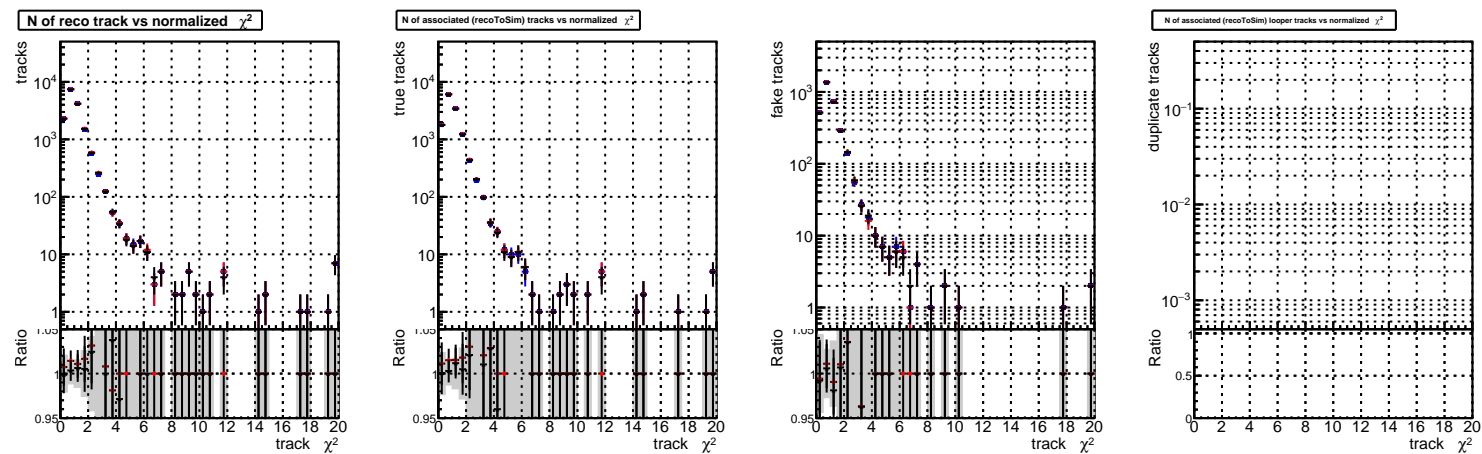 N of reco track vs normalized χ²
tracks
10⁴
10³
10²
10
1
Ratio
1.05
1
0.95
0 2 4 6 8 10 12 14 16 18 20
track χ²
N of associated (recoToSim) tracks vs normalized χ²
true tracks
10⁴
10³
10²
10
1
Ratio
1.05
1
0.95
0 2 4 6 8 10 12 14 16 18 20
track χ²
fake tracks
10³
10²
10
1
Ratio
1.05
1
0.95
0 2 4 6 8 10 12 14 16 18 20
track χ²
N of associated (recoToSim) looper tracks vs normalized χ²
duplicate tracks
10⁻¹
10⁻²
10⁻³
Ratio
1
0.5
0
0 2 4 6 8 10 12 14 16 18 20
track χ²